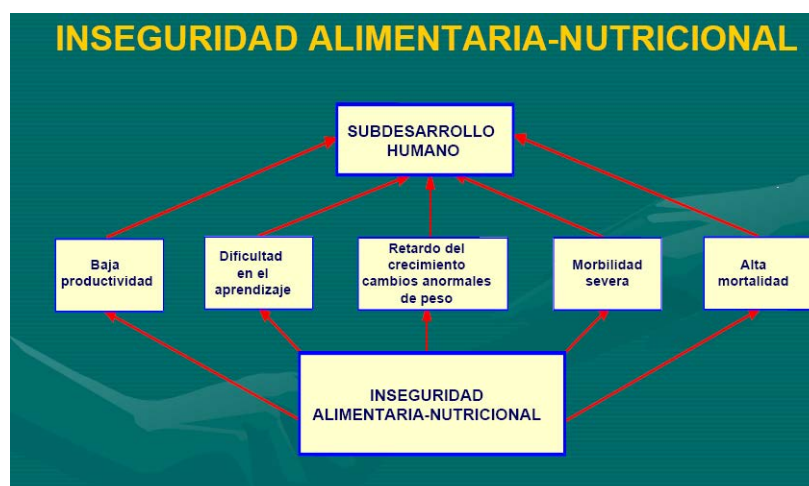 INSEGURIDAD ALIMENTARIA-NUTRICIONAL
SUBDESARROLLO
HUMANO
Baja
productividad
Dificultad
en el
aprendizaje
Retardo del
crecimiento
cambios anormales
de peso
Morbilidad
severa
Alta
mortalidad
INSEGURIDAD
ALIMENTARIA-NUTRICIONAL